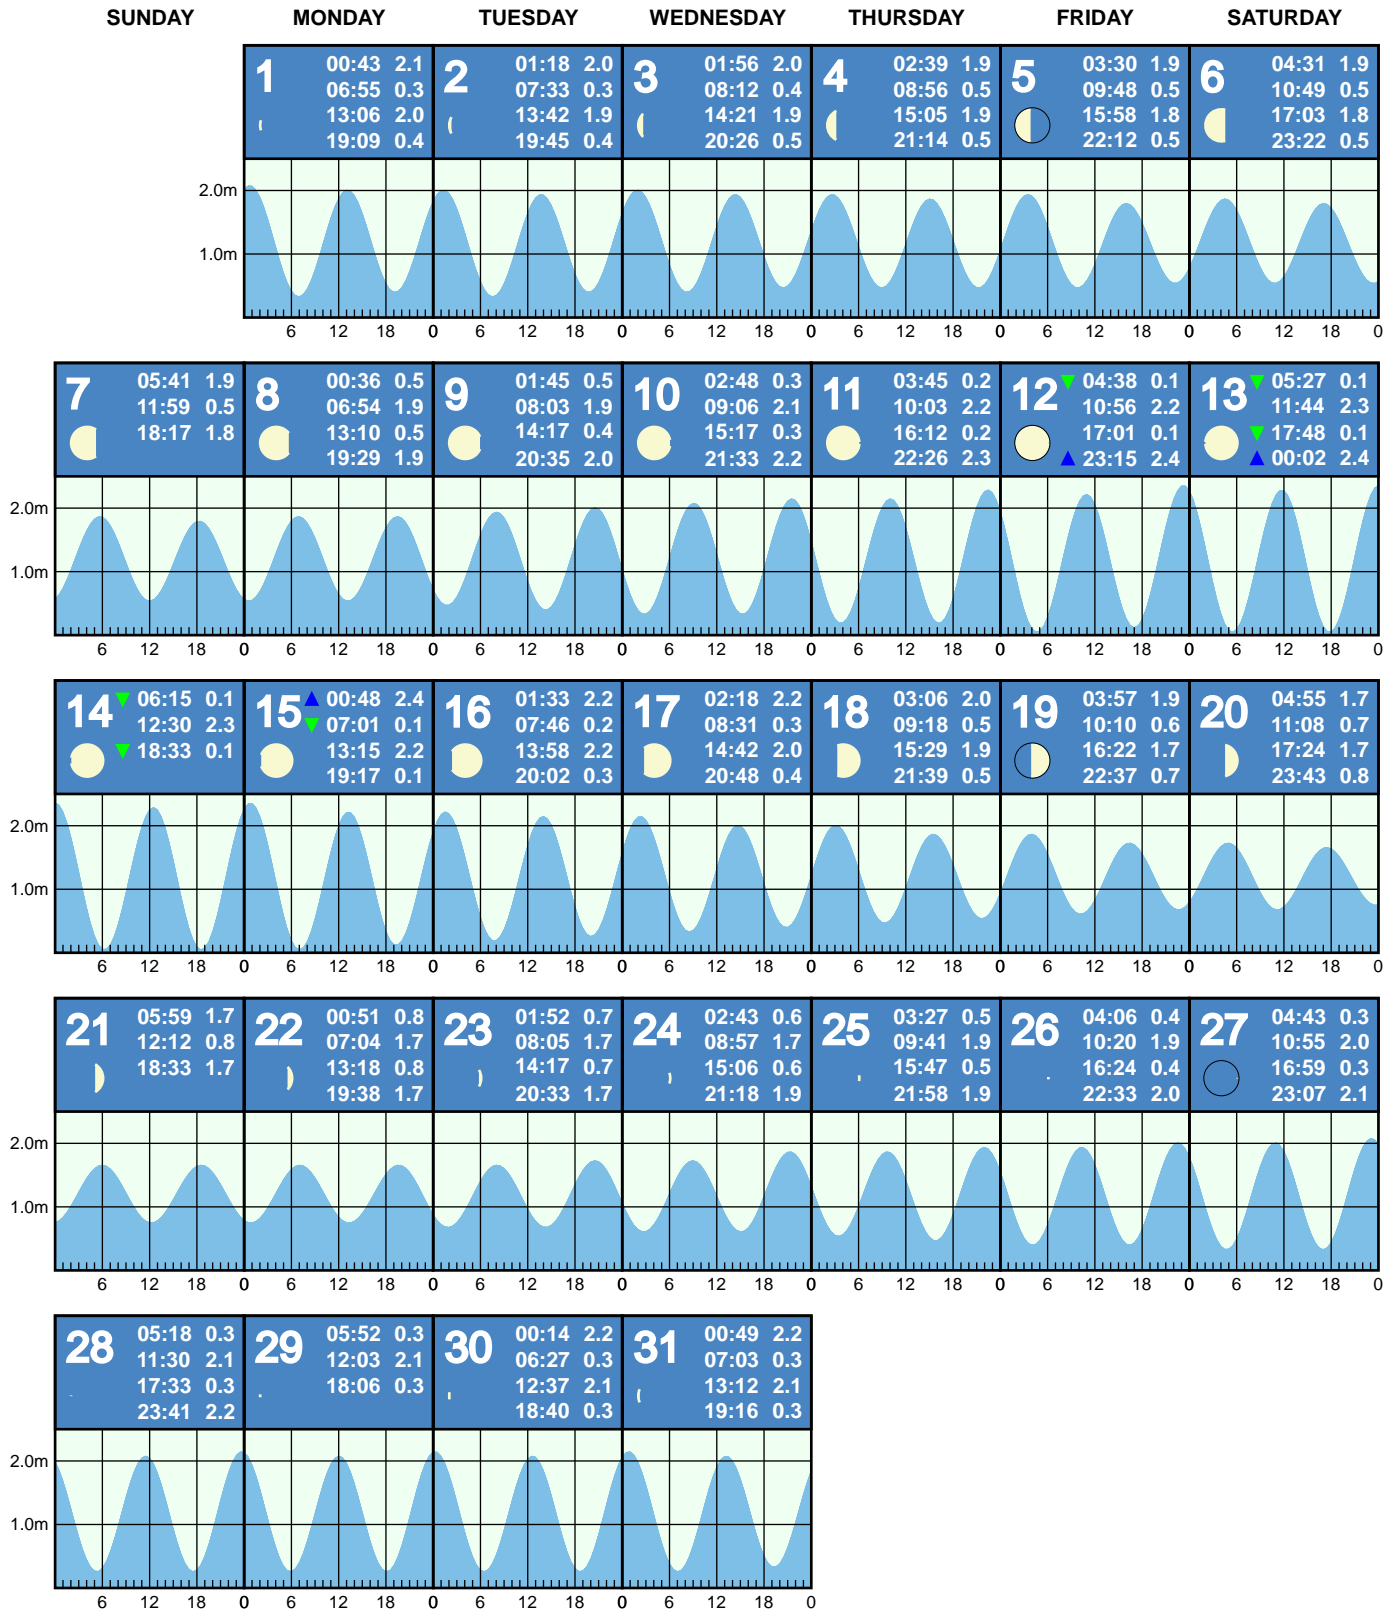 SUNDAY MONDAY TUESDAY WEDNESDAY THURSDAY FRIDAY SATURDAY
1 00:43 2.1
06:55 0.3
13:06 2.0
19:09 0.4
2 01:18 2.0
07:33 0.3
13:42 1.9
19:45 0.4
3 01:56 2.0
08:12 0.4
14:21 1.9
20:26 0.5
4 02:39 1.9
08:56 0.5
15:05 1.9
21:14 0.5
5 03:30 1.9
09:48 0.5
15:58 1.8
22:12 0.5
6 04:31 1.9
10:49 0.5
17:03 1.8
23:22 0.5
2.0m
1.0m
6 12 18 0 6 12 18 0 6 12 18 0 6 12 18 0 6 12 18 0 6 12 18 0
7 05:41 1.9
11:59 0.5
18:17 1.8
8 00:36 0.5
06:54 1.9
13:10 0.5
19:29 1.9
9 01:45 0.5
08:03 1.9
14:17 0.4
20:35 2.0
10 02:48 0.3
09:06 2.1
15:17 0.3
21:33 2.2
11 03:45 0.2
10:03 2.2
16:12 0.2
22:26 2.3
12 04:38 0.1
10:56 2.2
17:01 0.1
23:15 2.4
13 05:27 0.1
11:44 2.3
17:48 0.1
00:02 2.4
2.0m
1.0m
6 12 18 0 6 12 18 0 6 12 18 0 6 12 18 0 6 12 18 0 6 12 18 0 6 12 18 0
14 06:15 0.1
12:30 2.3
18:33 0.1
15 00:48 2.4
07:01 0.1
13:15 2.2
19:17 0.1
16 01:33 2.2
07:46 0.2
13:58 2.2
20:02 0.3
17 02:18 2.2
08:31 0.3
14:42 2.0
20:48 0.4
18 03:06 2.0
09:18 0.5
15:29 1.9
21:39 0.5
19 03:57 1.9
10:10 0.6
16:22 1.7
22:37 0.7
20 04:55 1.7
11:08 0.7
17:24 1.7
23:43 0.8
2.0m
1.0m
6 12 18 0 6 12 18 0 6 12 18 0 6 12 18 0 6 12 18 0 6 12 18 0 6 12 18 0
21 05:59 1.7
12:12 0.8
18:33 1.7
22 00:51 0.8
07:04 1.7
13:18 0.8
19:38 1.7
23 01:52 0.7
08:05 1.7
14:17 0.7
20:33 1.7
24 02:43 0.6
08:57 1.7
15:06 0.6
21:18 1.9
25 03:27 0.5
09:41 1.9
15:47 0.5
21:58 1.9
26 04:06 0.4
10:20 1.9
16:24 0.4
22:33 2.0
27 04:43 0.3
10:55 2.0
16:59 0.3
23:07 2.1
2.0m
1.0m
6 12 18 0 6 12 18 0 6 12 18 0 6 12 18 0 6 12 18 0 6 12 18 0 6 12 18 0
28 05:18 0.3
11:30 2.1
17:33 0.3
23:41 2.2
29 05:52 0.3
12:03 2.1
18:06 0.3
30 00:14 2.2
06:27 0.3
12:37 2.1
18:40 0.3
31 00:49 2.2
07:03 0.3
13:12 2.1
19:16 0.3
2.0m
1.0m
6 12 18 0 6 12 18 0 6 12 18 0 6 12 18 0